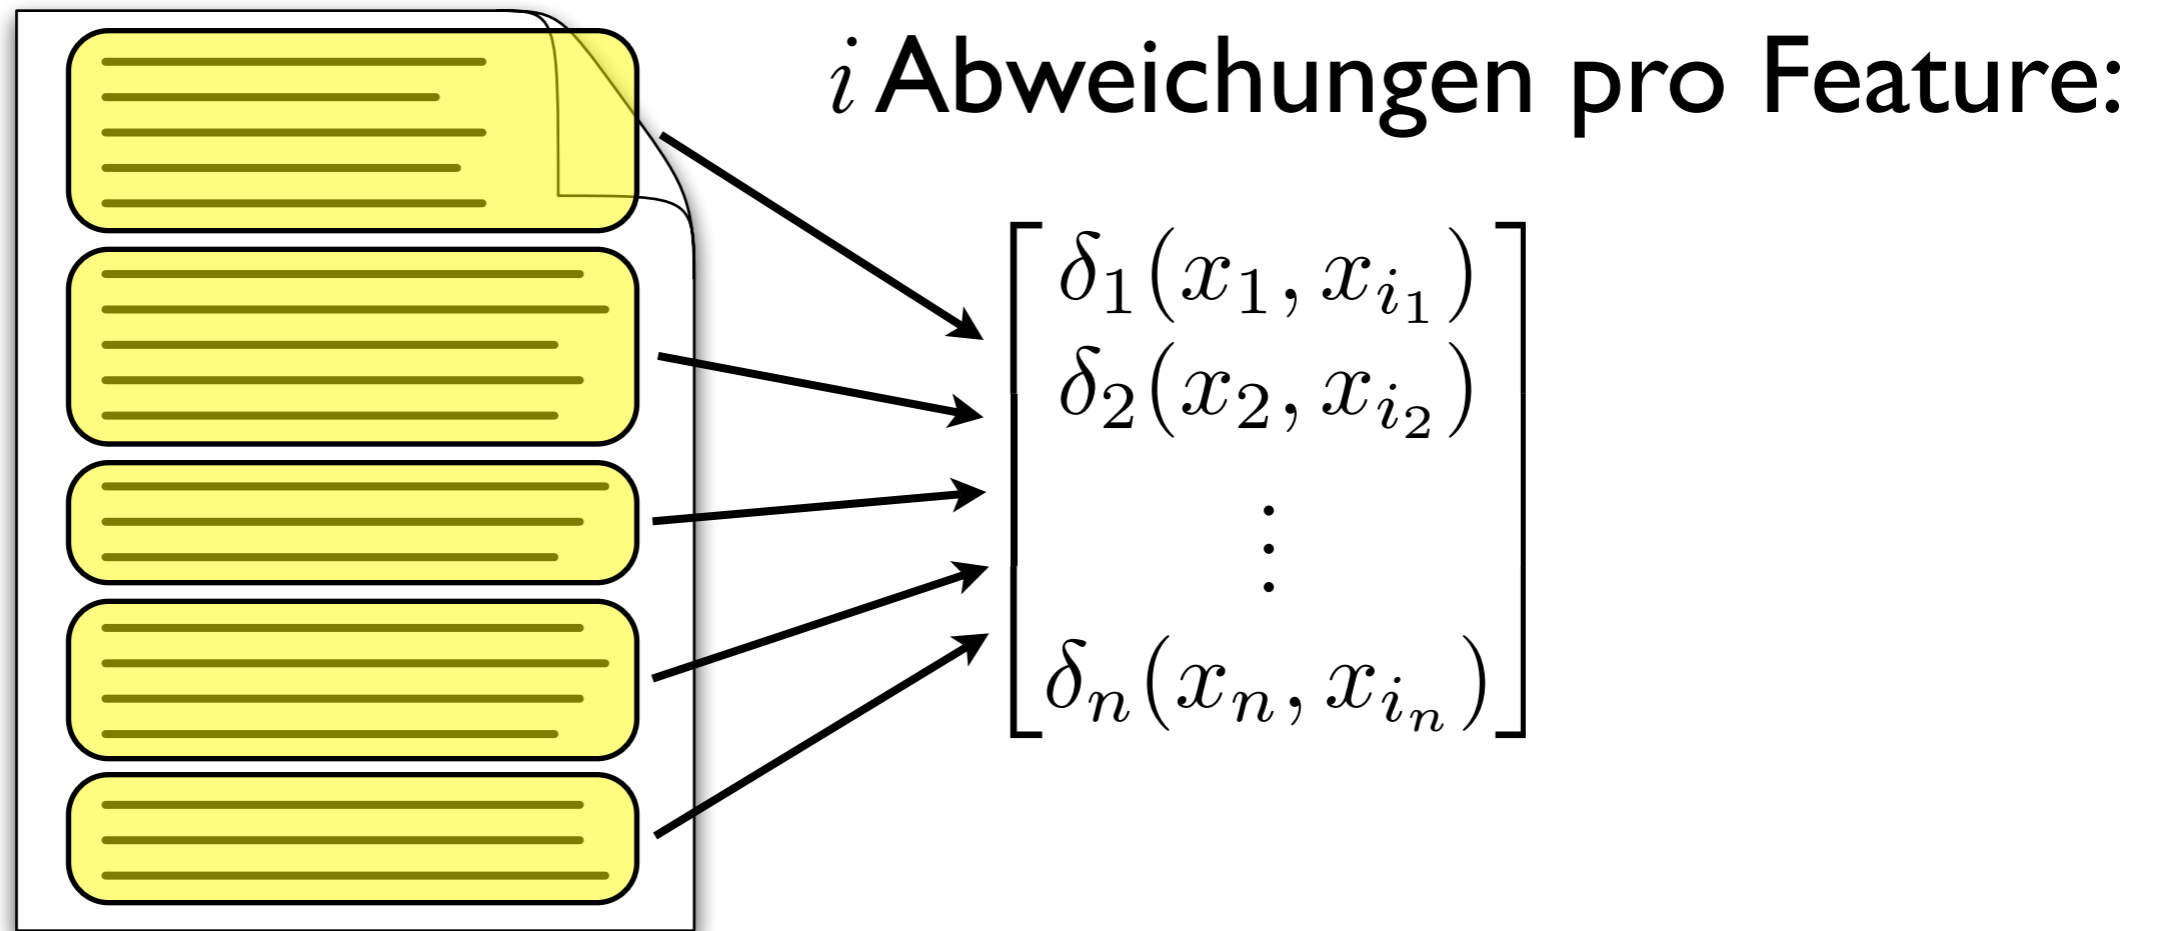 i Abweichungen pro Feature:
δ₁(x₁, x_{i₁})
δ₂(x₂, x_{i₂})
⋮
δₙ(xₙ, x_{iₙ})